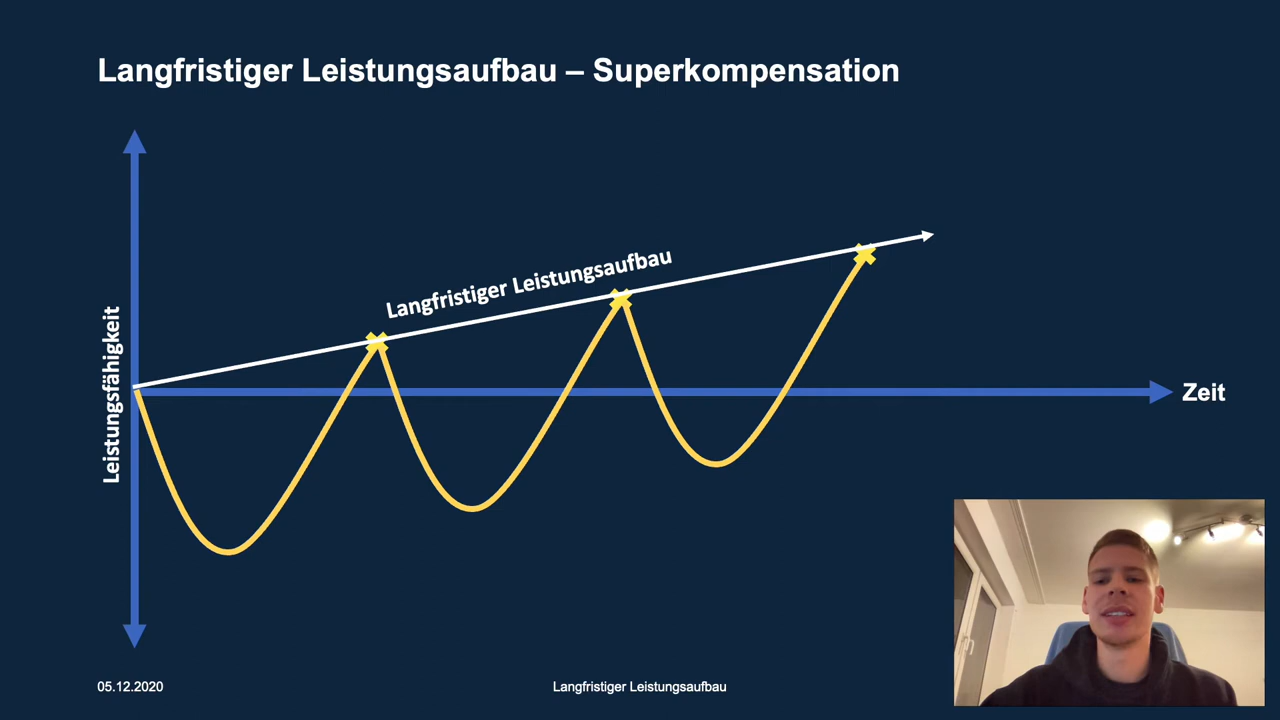 Langfristiger Leistungsaufbau – Superkompensation
Langfristiger Leistungsaufbau
Leistungsfähigkeit
Zeit
05.12.2020
Langfristiger Leistungsaufbau